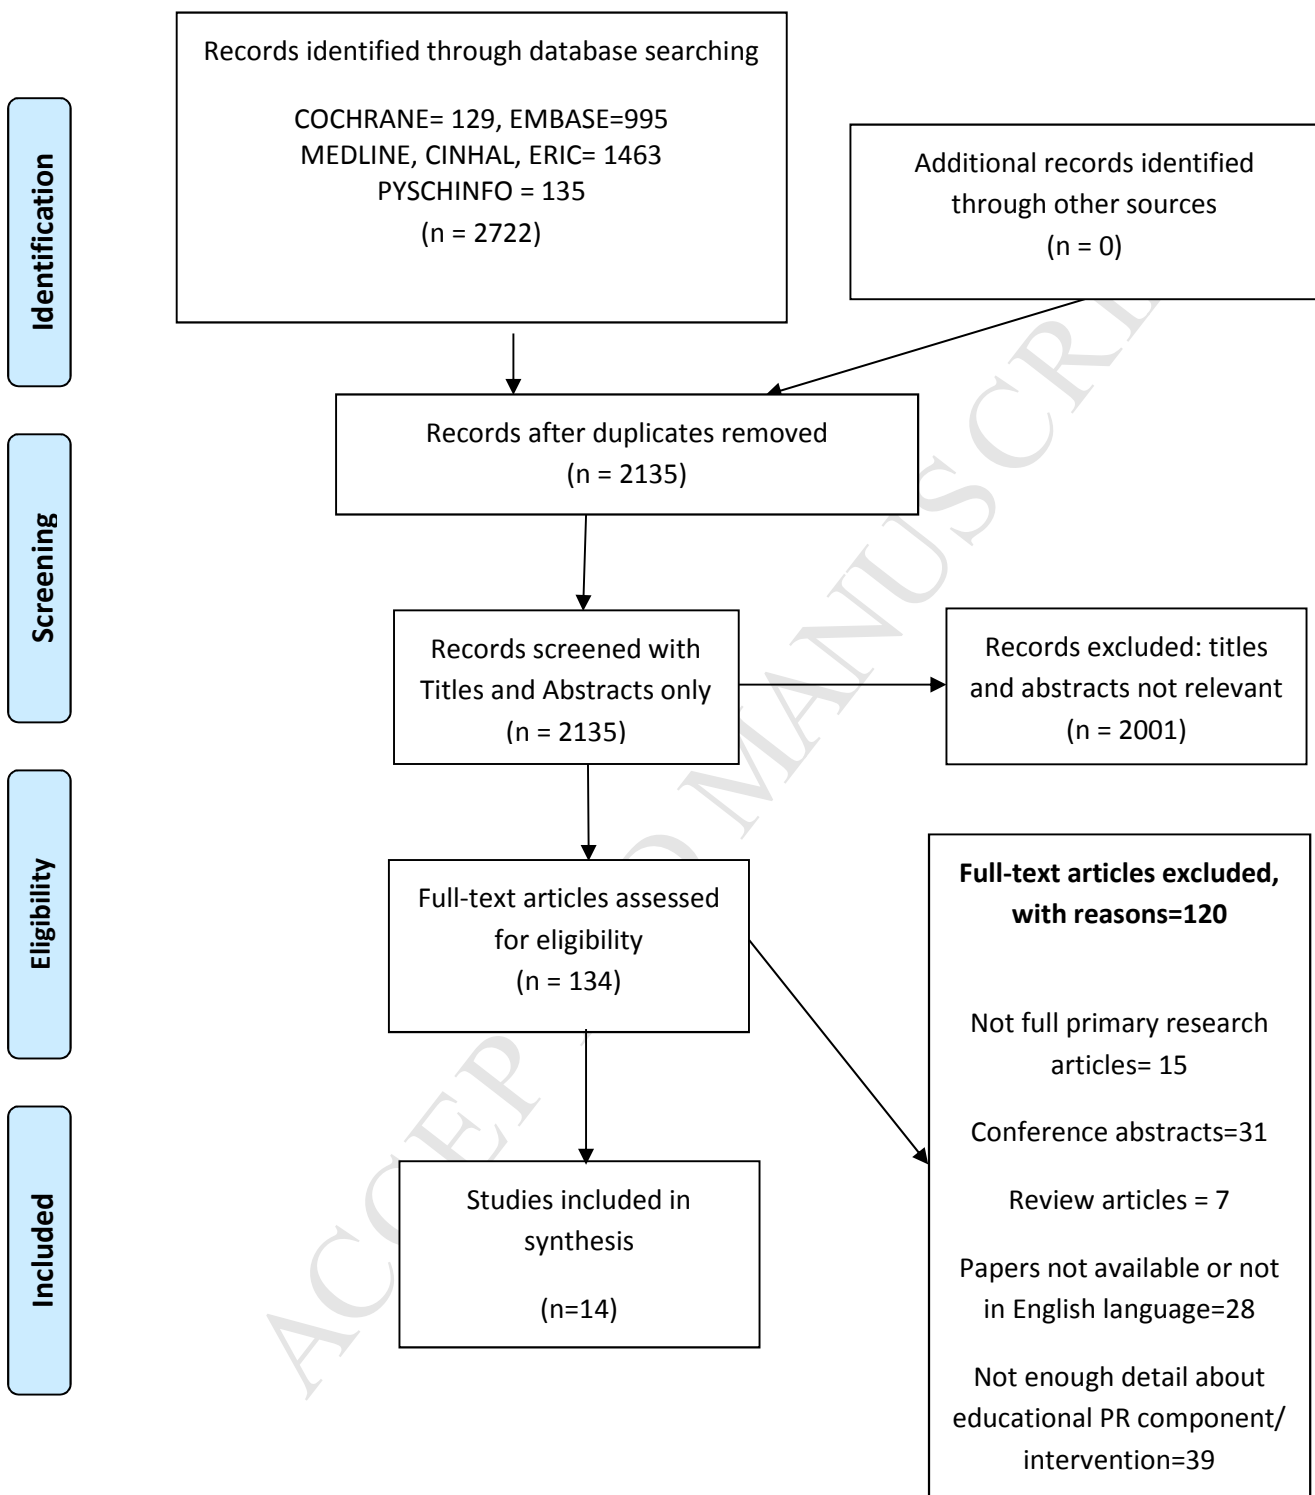 Identification
Records identified through database searching
COCHRANE= 129, EMBASE=995
MEDLINE, CINHAL, ERIC= 1463
PYSCHINFO = 135
(n = 2722)
Additional records identified
through other sources
(n = 0)
Records after duplicates removed
(n = 2135)
Screening
Records screened with
Titles and Abstracts only
(n = 2135)
Records excluded: titles
and abstracts not relevant
(n = 2001)
Eligibility
Full-text articles assessed
for eligibility
(n = 134)
Full-text articles excluded,
with reasons=120
Not full primary research
articles= 15
Conference abstracts=31
Review articles = 7
Papers not available or not
in English language=28
Not enough detail about
educational PR component/
intervention=39
Included
Studies included in
synthesis
(n=14)